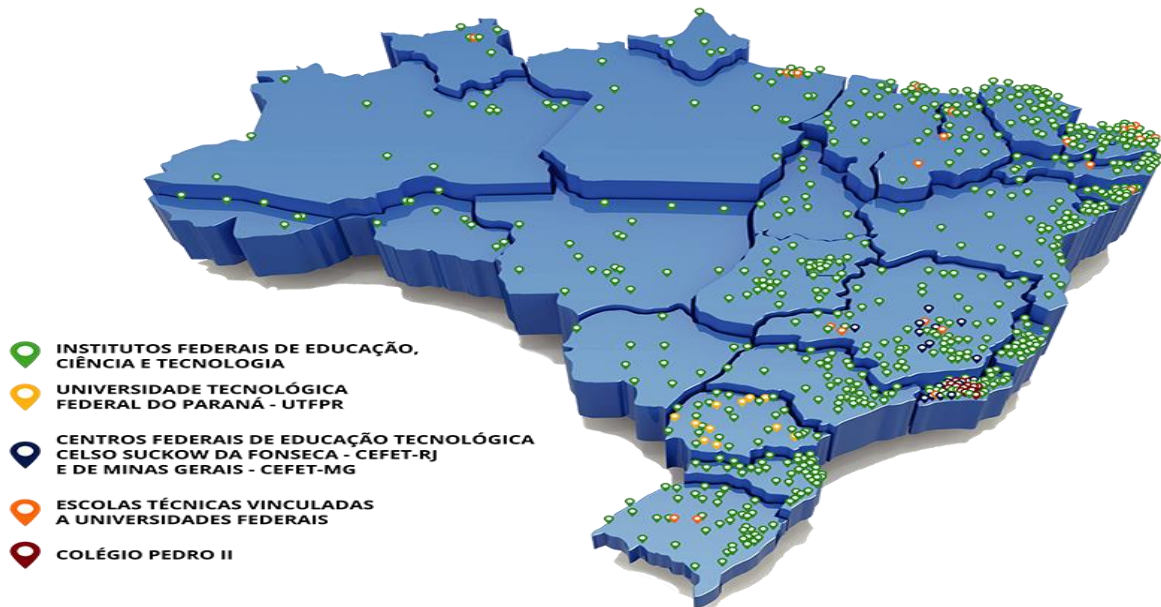 INSTITUTOS FEDERAIS DE EDUCAÇÃO,
CIÊNCIA E TECNOLOGIA
UNIVERSIDADE TECNOLÓGICA
FEDERAL DO PARANÁ - UTFPR
CENTROS FEDERAIS DE EDUCAÇÃO TECNOLÓGICA
CELSO SUCKOW DA FONSECA - CEFET-RJ
E DE MINAS GERAIS - CEFET-MG
ESCOLAS TÉCNICAS VINCULADAS
A UNIVERSIDADES FEDERAIS
COLÉGIO PEDRO II